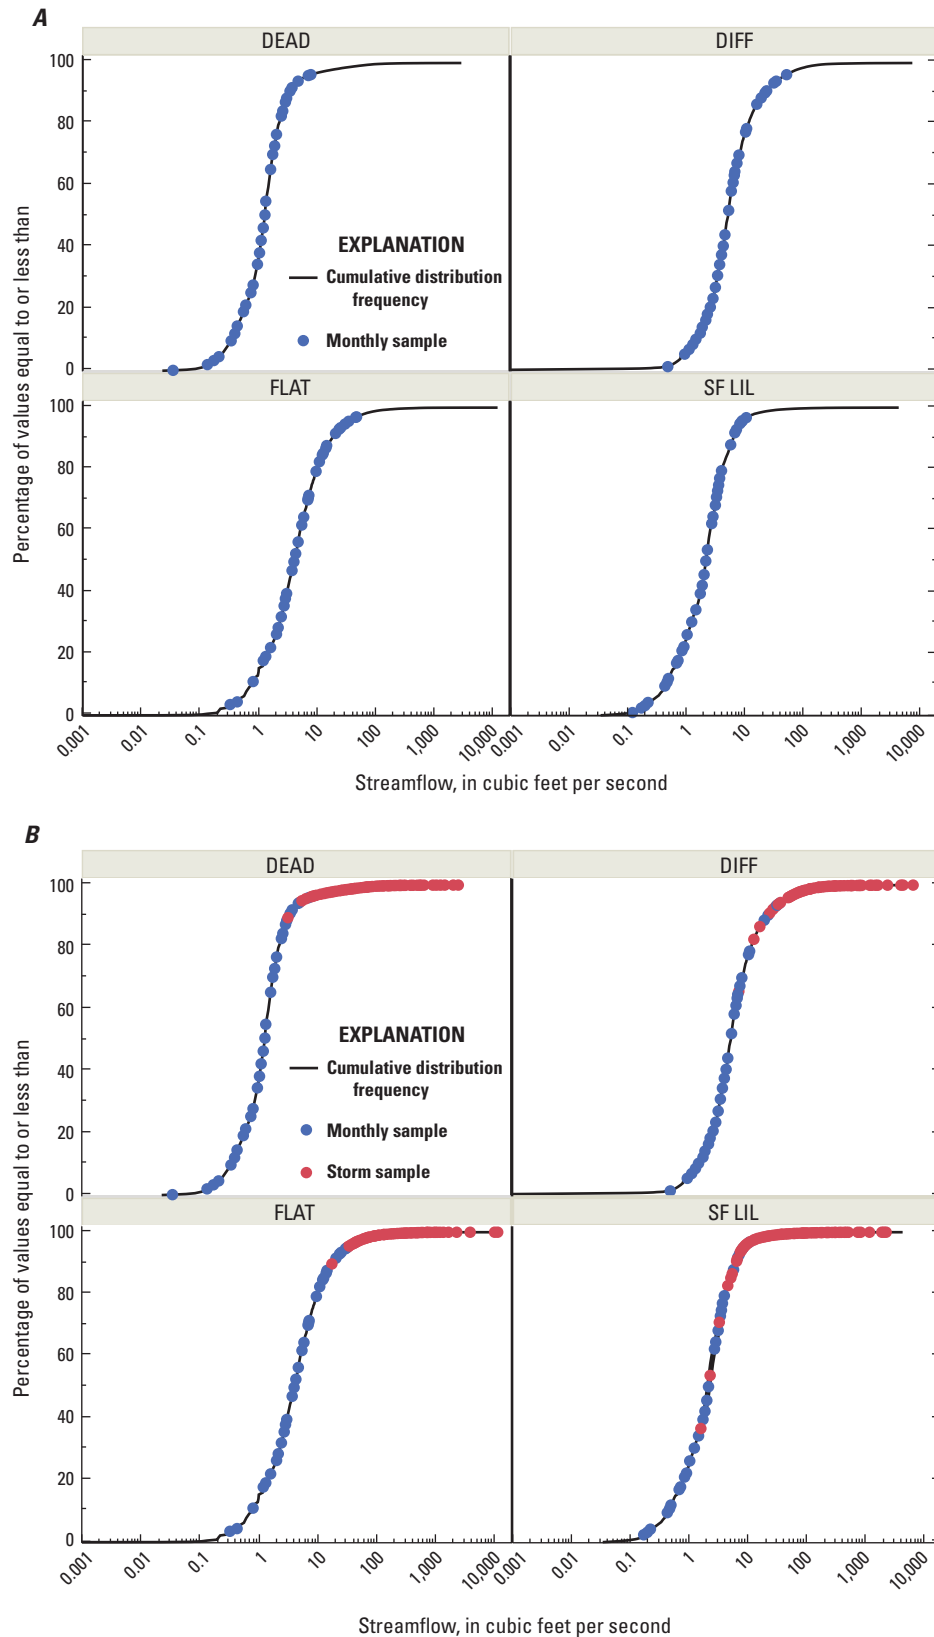 A
DEAD
DIFF
100
80
60
40
20
0
EXPLANATION
Cumulative distribution
frequency
Monthly sample
FLAT
SF LIL
100
80
60
40
20
0
Percentage of values equal to or less than
0.001
0.01
0.1
1
10
100
1,000
10,000
0.001
0.01
0.1
1
10
100
1,000
10,000
Streamflow, in cubic feet per second
B
DEAD
DIFF
100
80
60
40
20
0
EXPLANATION
Cumulative distribution
frequency
Monthly sample
Storm sample
FLAT
SF LIL
100
80
60
40
20
0
Percentage of values equal to or less than
0.001
0.01
0.1
1
10
100
1,000
10,000
0.001
0.01
0.1
1
10
100
1,000
10,000
Streamflow, in cubic feet per second